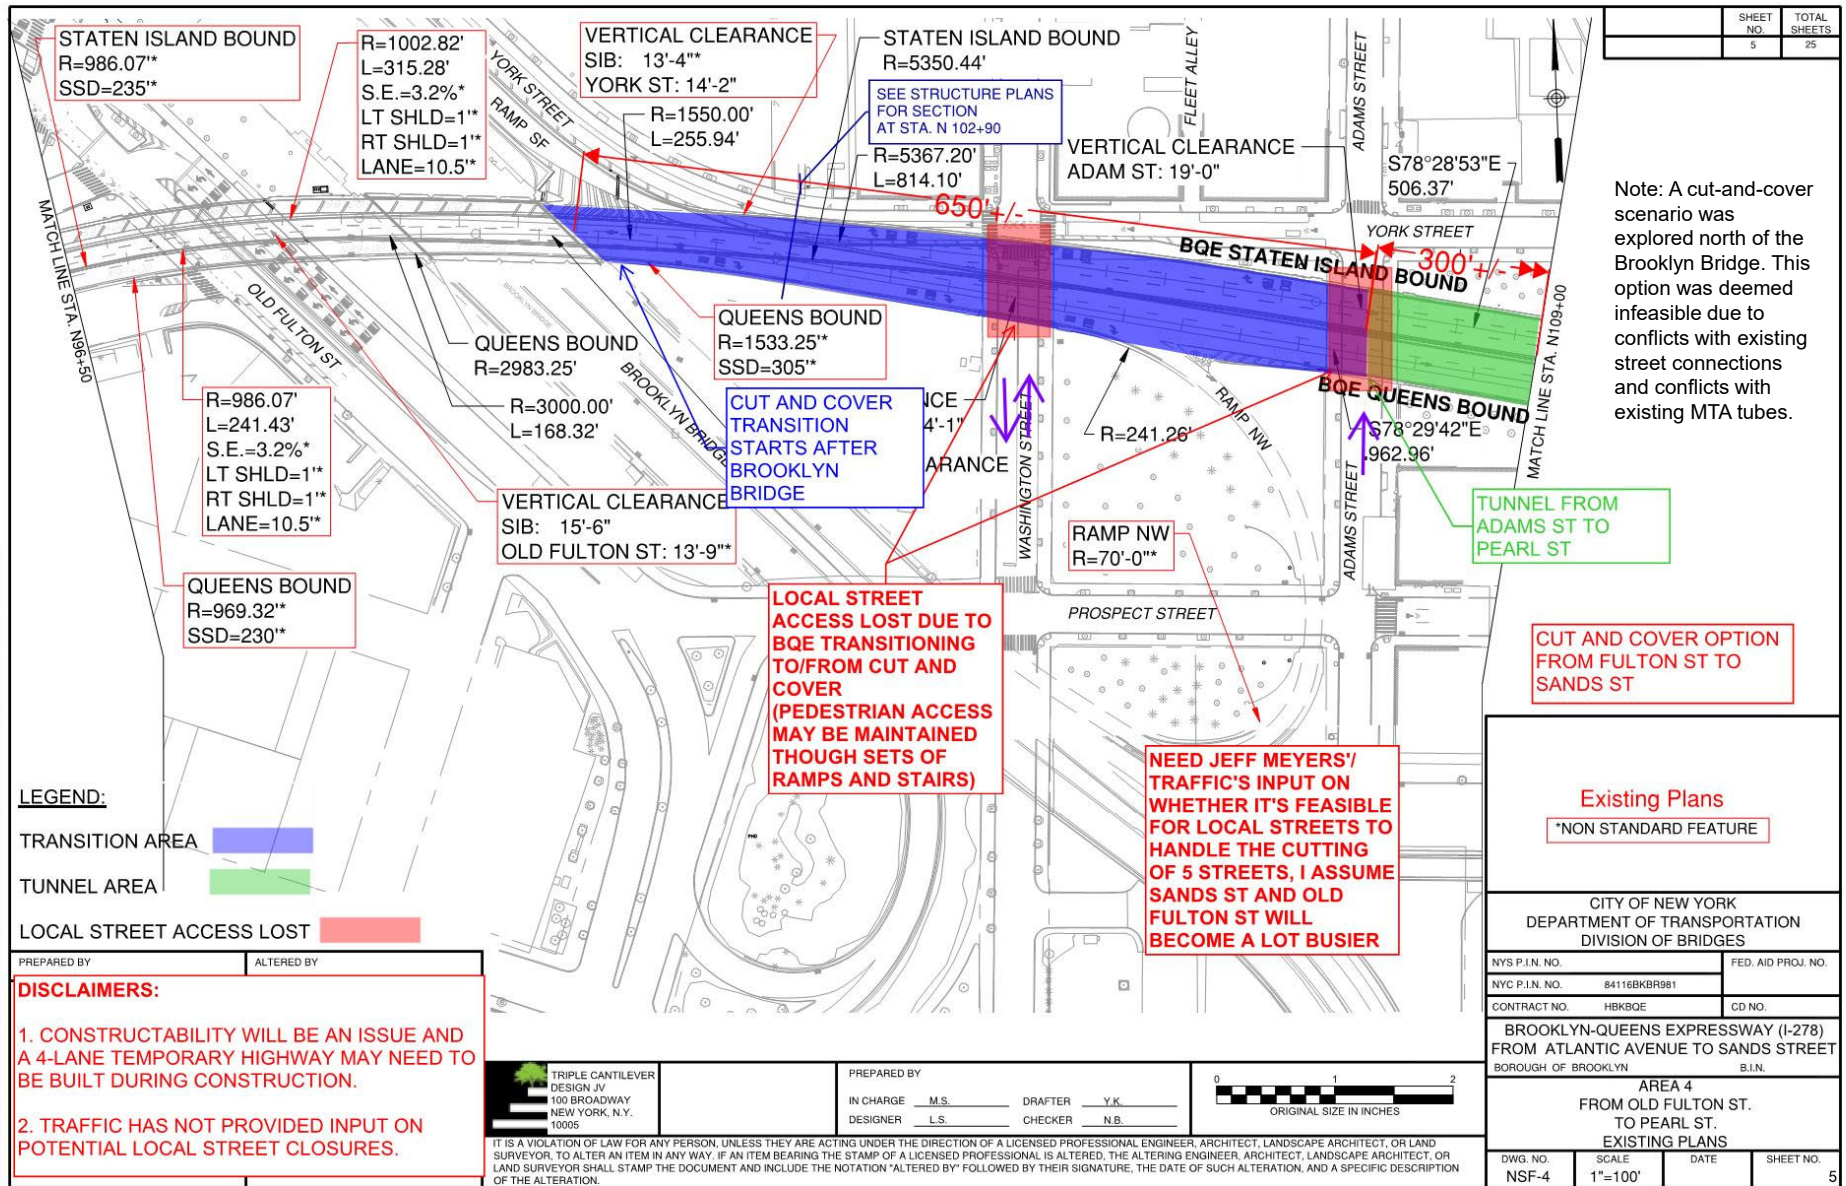 SHEET NO.
TOTAL SHEETS
5
25
STATEN ISLAND BOUND
R=986.07'*
SSD=235'*
R=1002.82'
L=315.28'
S.E.=3.2%*
LT SHLD=1'*
RT SHLD=1'*
LANE=10.5'*
YORK STREET
RAMP SF
VERTICAL CLEARANCE
SIB: 13'-4"*
YORK ST: 14'-2"
R=1550.00'
L=255.94'
STATEN ISLAND BOUND
R=5350.44'
SEE STRUCTURE PLANS
FOR SECTION
AT STA. N 102+90
R=5367.20'
L=814.10'
FLEET ALLEY
VERTICAL CLEARANCE
ADAM ST: 19'-0"
ADAMS STREET
S78°28'53"E
506.37'
Note: A cut-and-cover
scenario was
explored north of the
Brooklyn Bridge. This
option was deemed
infeasible due to
conflicts with existing
street connections
and conflicts with
existing MTA tubes.
650'+/-
YORK STREET
BQE STATEN ISLAND BOUND
300'+/-
MATCH LINE STA. N96+50
OLD FULTON ST
BROOKLYN BRIDGE
QUEENS BOUND
R=2983.25'
R=3000.00'
L=168.32'
BROOKLYN BRIDGE
QUEENS BOUND
R=1533.25'*
SSD=305'*
CUT AND COVER
TRANSITION
STARTS AFTER
BROOKLYN
BRIDGE
NCE
4'-1"
ARANCE
WASHINGTON STREET
R=241.26'
RAMP NW
BQE QUEENS BOUND
S78°29'42"E
962.96'
ADAMS STREET
MATCH LINE STA. N109+00
R=986.07'
L=241.43'
S.E.=3.2%*
LT SHLD=1'*
RT SHLD=1'*
LANE=10.5'*
VERTICAL CLEARANCE
SIB: 15'-6"
OLD FULTON ST: 13'-9"*
RAMP NW
R=70'-0"*
TUNNEL FROM
ADAMS ST TO
PEARL ST
QUEENS BOUND
R=969.32'*
SSD=230'*
PROSPECT STREET
LOCAL STREET
ACCESS LOST DUE TO
BQE TRANSITIONING
TO/FROM CUT AND
COVER
(PEDESTRIAN ACCESS
MAY BE MAINTAINED
THOUGH SETS OF
RAMPS AND STAIRS)
CUT AND COVER OPTION
FROM FULTON ST TO
SANDS ST
NEED JEFF MEYERS'/
TRAFFIC'S INPUT ON
WHETHER IT'S FEASIBLE
FOR LOCAL STREETS TO
HANDLE THE CUTTING
OF 5 STREETS, I ASSUME
SANDS ST AND OLD
FULTON ST WILL
BECOME A LOT BUSIER
LEGEND:
TRANSITION AREA
TUNNEL AREA
LOCAL STREET ACCESS LOST
Existing Plans
*NON STANDARD FEATURE
PREPARED BY
ALTERED BY
DISCLAIMERS:
1. CONSTRUCTABILITY WILL BE AN ISSUE AND
A 4-LANE TEMPORARY HIGHWAY MAY NEED TO
BE BUILT DURING CONSTRUCTION.
2. TRAFFIC HAS NOT PROVIDED INPUT ON
POTENTIAL LOCAL STREET CLOSURES.
TRIPLE CANTILEVER
DESIGN JV
100 BROADWAY
NEW YORK, N.Y.
10005
PREPARED BY
IN CHARGE M.S. DRAFTER Y.K.
DESIGNER L.S. CHECKER N.B.
0 1 2
ORIGINAL SIZE IN INCHES
IT IS A VIOLATION OF LAW FOR ANY PERSON, UNLESS THEY ARE ACTING UNDER THE DIRECTION OF A LICENSED PROFESSIONAL ENGINEER, ARCHITECT, LANDSCAPE ARCHITECT, OR LAND
SURVEYOR, TO ALTER AN ITEM IN ANY WAY. IF AN ITEM BEARING THE STAMP OF A LICENSED PROFESSIONAL IS ALTERED, THE ALTERING ENGINEER, ARCHITECT, LANDSCAPE ARCHITECT, OR
LAND SURVEYOR SHALL STAMP THE DOCUMENT AND INCLUDE THE NOTATION "ALTERED BY" FOLLOWED BY THEIR SIGNATURE, THE DATE OF SUCH ALTERATION, AND A SPECIFIC DESCRIPTION
OF THE ALTERATION.
CITY OF NEW YORK
DEPARTMENT OF TRANSPORTATION
DIVISION OF BRIDGES
NYS P.I.N. NO.
FED. AID PROJ. NO.
NYC P.I.N. NO. 84116BKBR981
CONTRACT NO. HBKBQE
CD NO.
BROOKLYN-QUEENS EXPRESSWAY (I-278)
FROM ATLANTIC AVENUE TO SANDS STREET
BOROUGH OF BROOKLYN B.I.N.
AREA 4
FROM OLD FULTON ST.
TO PEARL ST.
EXISTING PLANS
DWG. NO.
NSF-4
SCALE
1"=100'
DATE
SHEET NO.
5